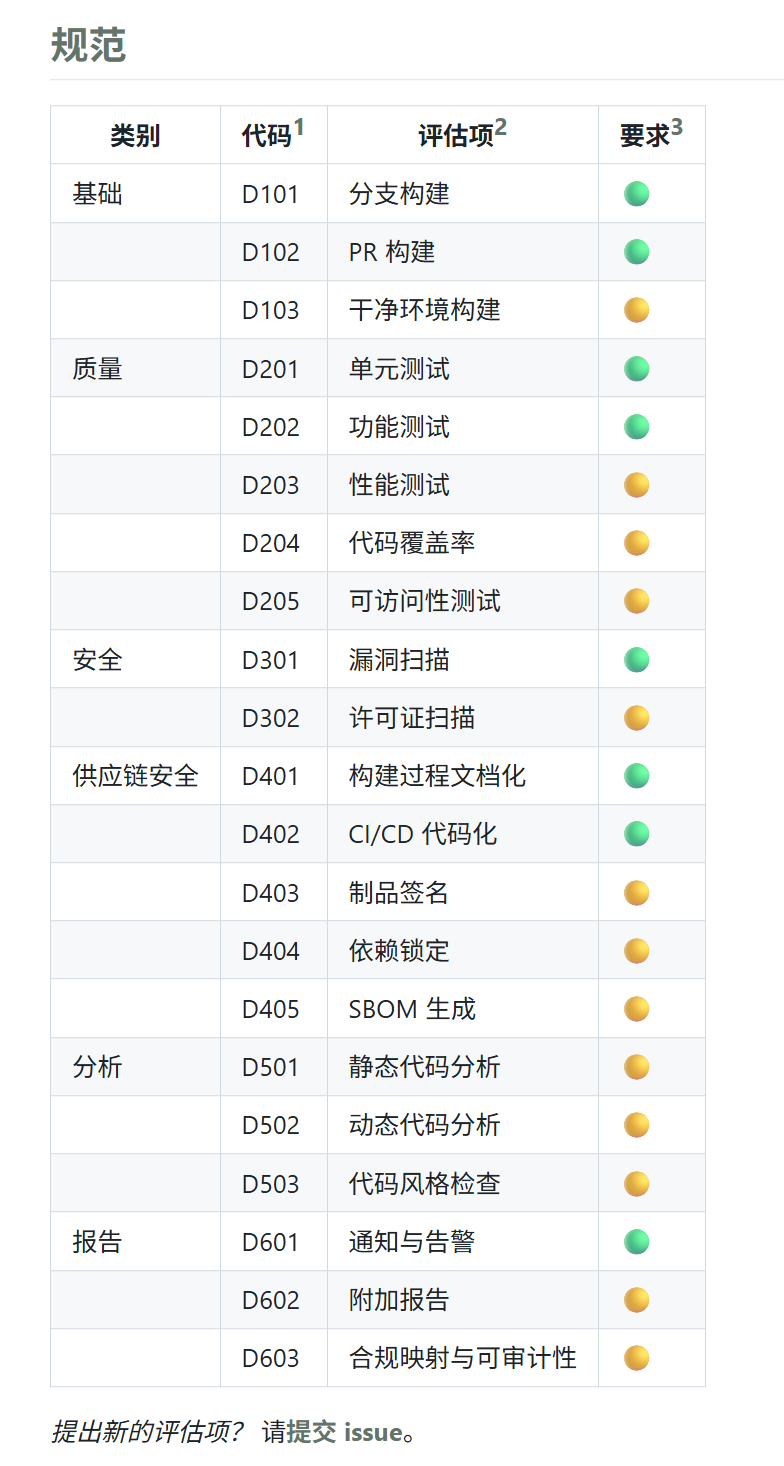 规范
类别 代码1 评估项2 要求3
基础 D101 分支构建
D102 PR 构建
D103 干净环境构建
质量 D201 单元测试
D202 功能测试
D203 性能测试
D204 代码覆盖率
D205 可访问性测试
安全 D301 漏洞扫描
D302 许可证扫描
供应链安全 D401 构建过程文档化
D402 CI/CD 代码化
D403 制品签名
D404 依赖锁定
D405 SBOM 生成
分析 D501 静态代码分析
D502 动态代码分析
D503 代码风格检查
报告 D601 通知与告警
D602 附加报告
D603 合规映射与可审计性
提出新的评估项？ 请提交 issue。